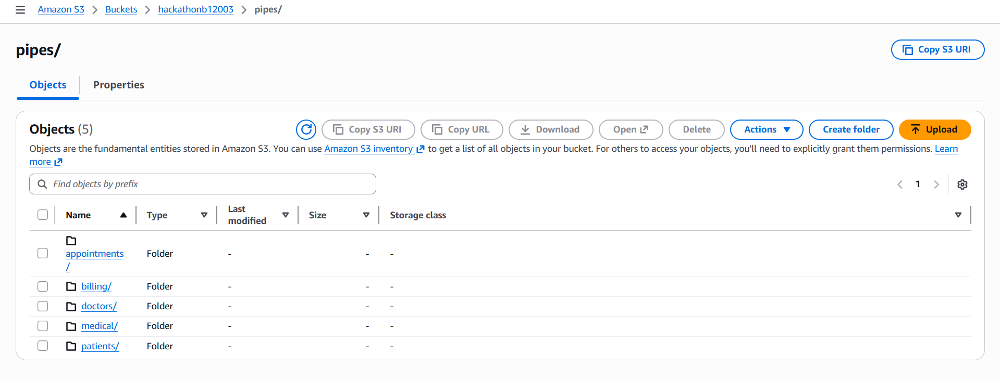 Amazon S3 > Buckets > hackathonb12003 > pipes/
pipes/
Copy S3 URI
Objects Properties
Objects (5) Copy S3 URI Copy URL Download Open Delete Actions Create folder Upload
Objects are the fundamental entities stored in Amazon S3. You can use Amazon S3 inventory to get a list of all objects in your bucket. For others to access your objects, you'll need to explicitly grant them permissions. Learn
more
Find objects by prefix
< 1 >
Name Type Last modified Size Storage class
appointments
/ Folder - - -
billing/ Folder - - -
doctors/ Folder - - -
medical/ Folder - - -
patients/ Folder - - -